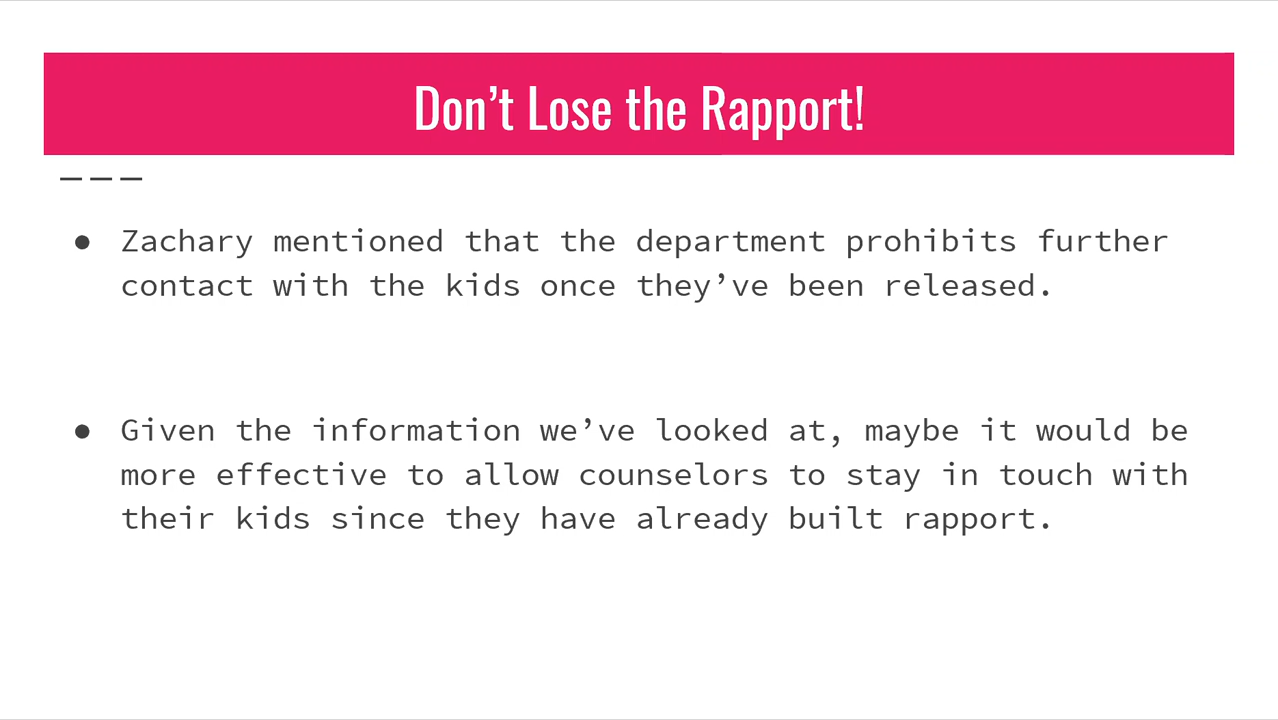 Don’t Lose the Rapport!
● Zachary mentioned that the department prohibits further
contact with the kids once they’ve been released.
● Given the information we’ve looked at, maybe it would be
more effective to allow counselors to stay in touch with
their kids since they have already built rapport.